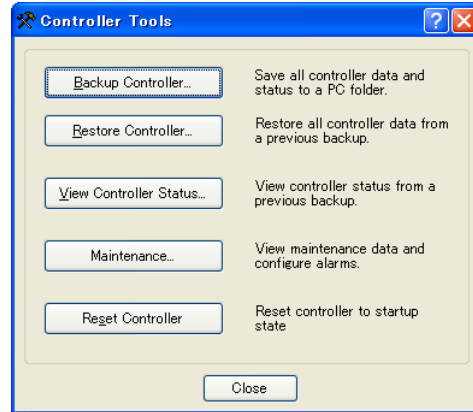 Controller Tools
Backup Controller...
Save all controller data and
status to a PC folder.
Restore Controller...
Restore all controller data from
a previous backup.
View Controller Status...
View controller status from a
previous backup.
Maintenance...
View maintenance data and
configure alarms.
Reset Controller
Reset controller to startup
state
Close